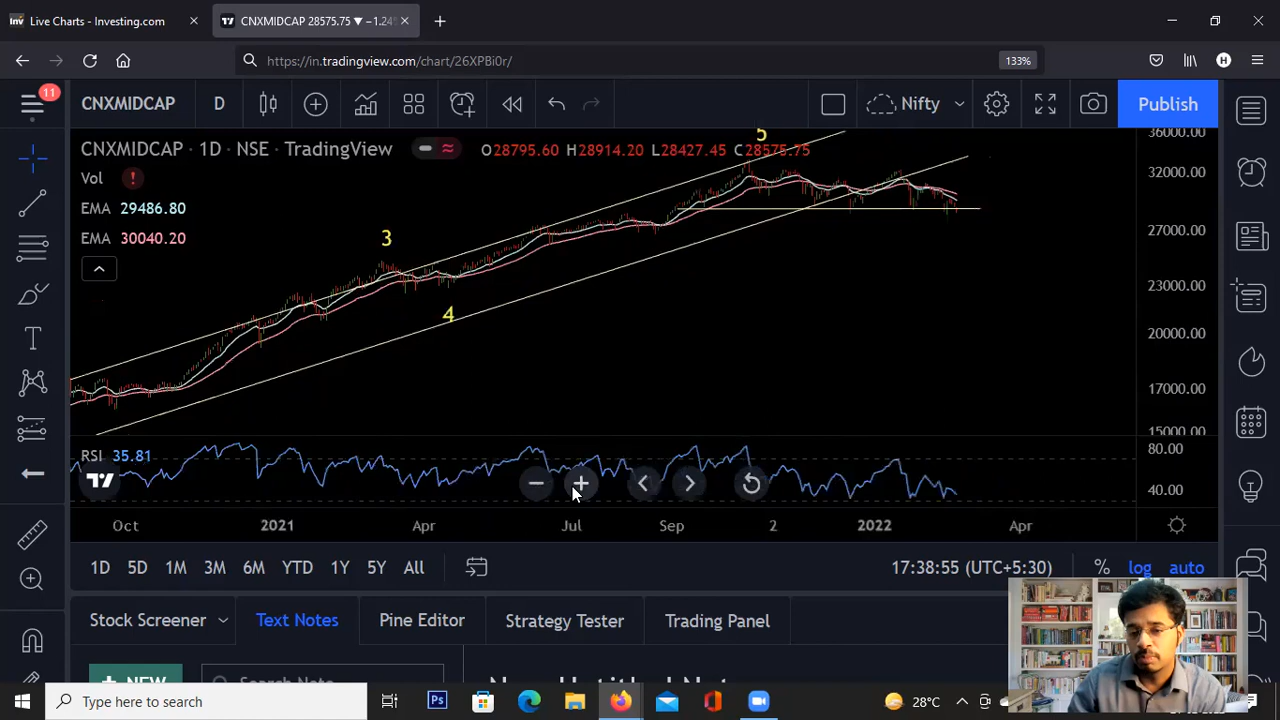 Live Charts - Investing.com
CNXMIDCAP 28575.75 ▼ −1.24%
https://in.tradingview.com/chart/26XPBi0r/
133%
H
11
CNXMIDCAP
D
Nifty
Publish
CNXMIDCAP · 1D · NSE · TradingView
O28795.60 H28914.20 L28427.45 C28575.75
Vol
EMA 29486.80
EMA 30040.20
3
4
5
36000.00
32000.00
27000.00
23000.00
20000.00
17000.00
15000.00
RSI 35.81
80.00
40.00
Oct
2021
Apr
Jul
Sep
2
2022
Apr
1D 5D 1M 3M 6M YTD 1Y 5Y All
17:38:55 (UTC+5:30)
% log auto
Stock Screener
Text Notes
Pine Editor
Strategy Tester
Trading Panel
+ NEW
Type here to search
Ps
28°C